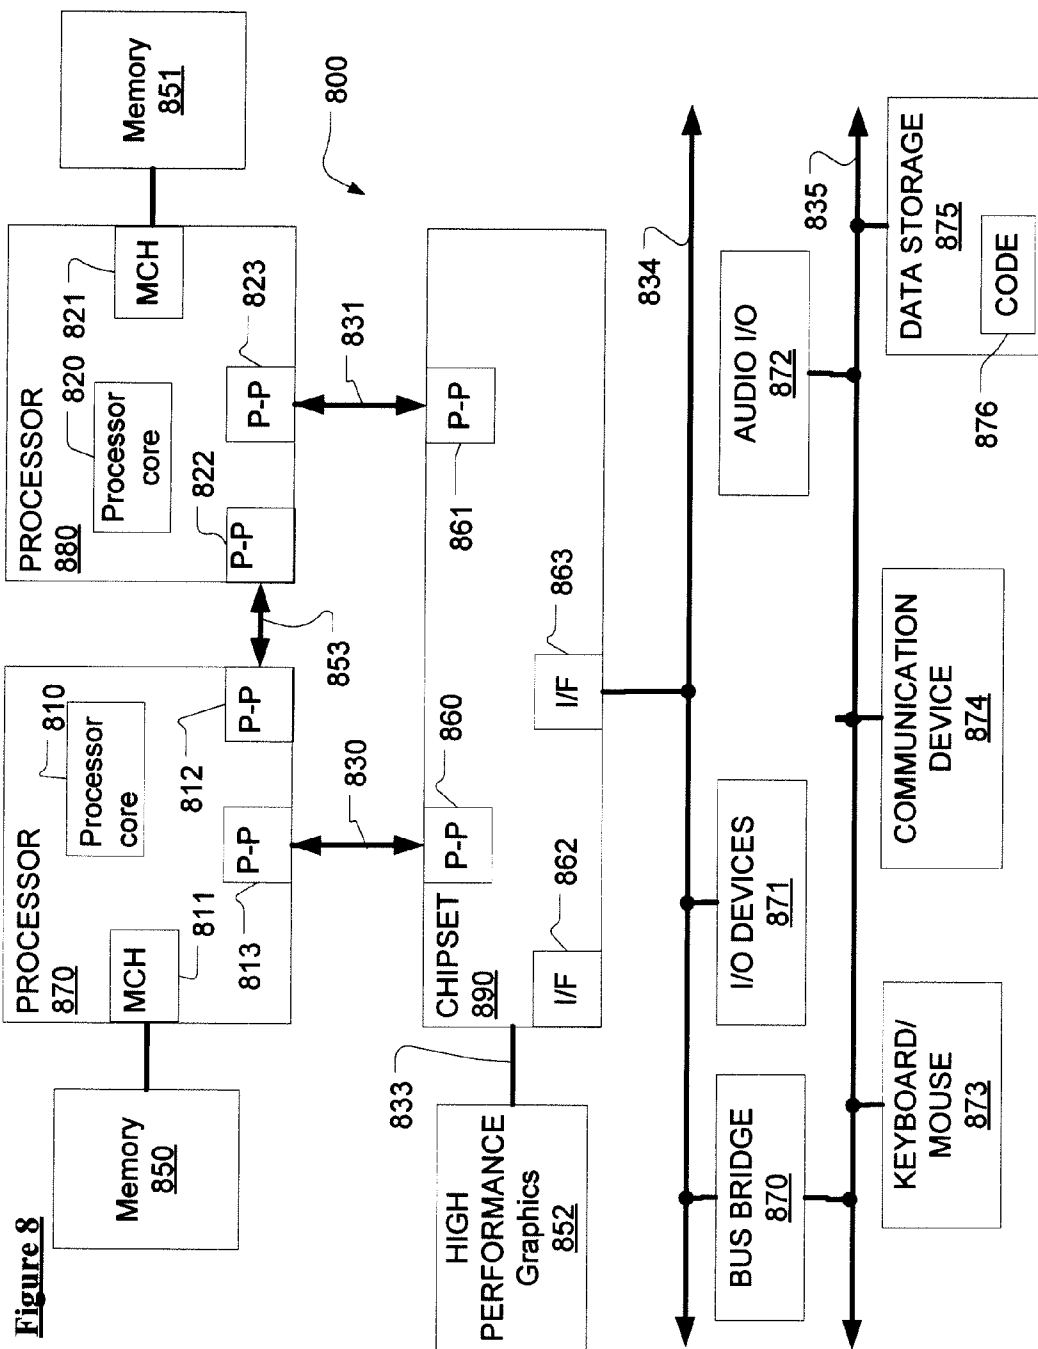 Figure 8
Memory
850
PROCESSOR
870
MCH
811
Processor
core
810
P-P
813
P-P
812
853
PROCESSOR
880
Processor
core
820
MCH
821
P-P
822
P-P
823
Memory
851
800
830
831
HIGH
PERFORMANCE
Graphics
852
833
CHIPSET
890
P-P
860
P-P
861
I/F
862
I/F
863
834
BUS BRIDGE
870
I/O DEVICES
871
AUDIO I/O
872
835
KEYBOARD/
MOUSE
873
COMMUNICATION
DEVICE
874
DATA STORAGE
875
CODE
876